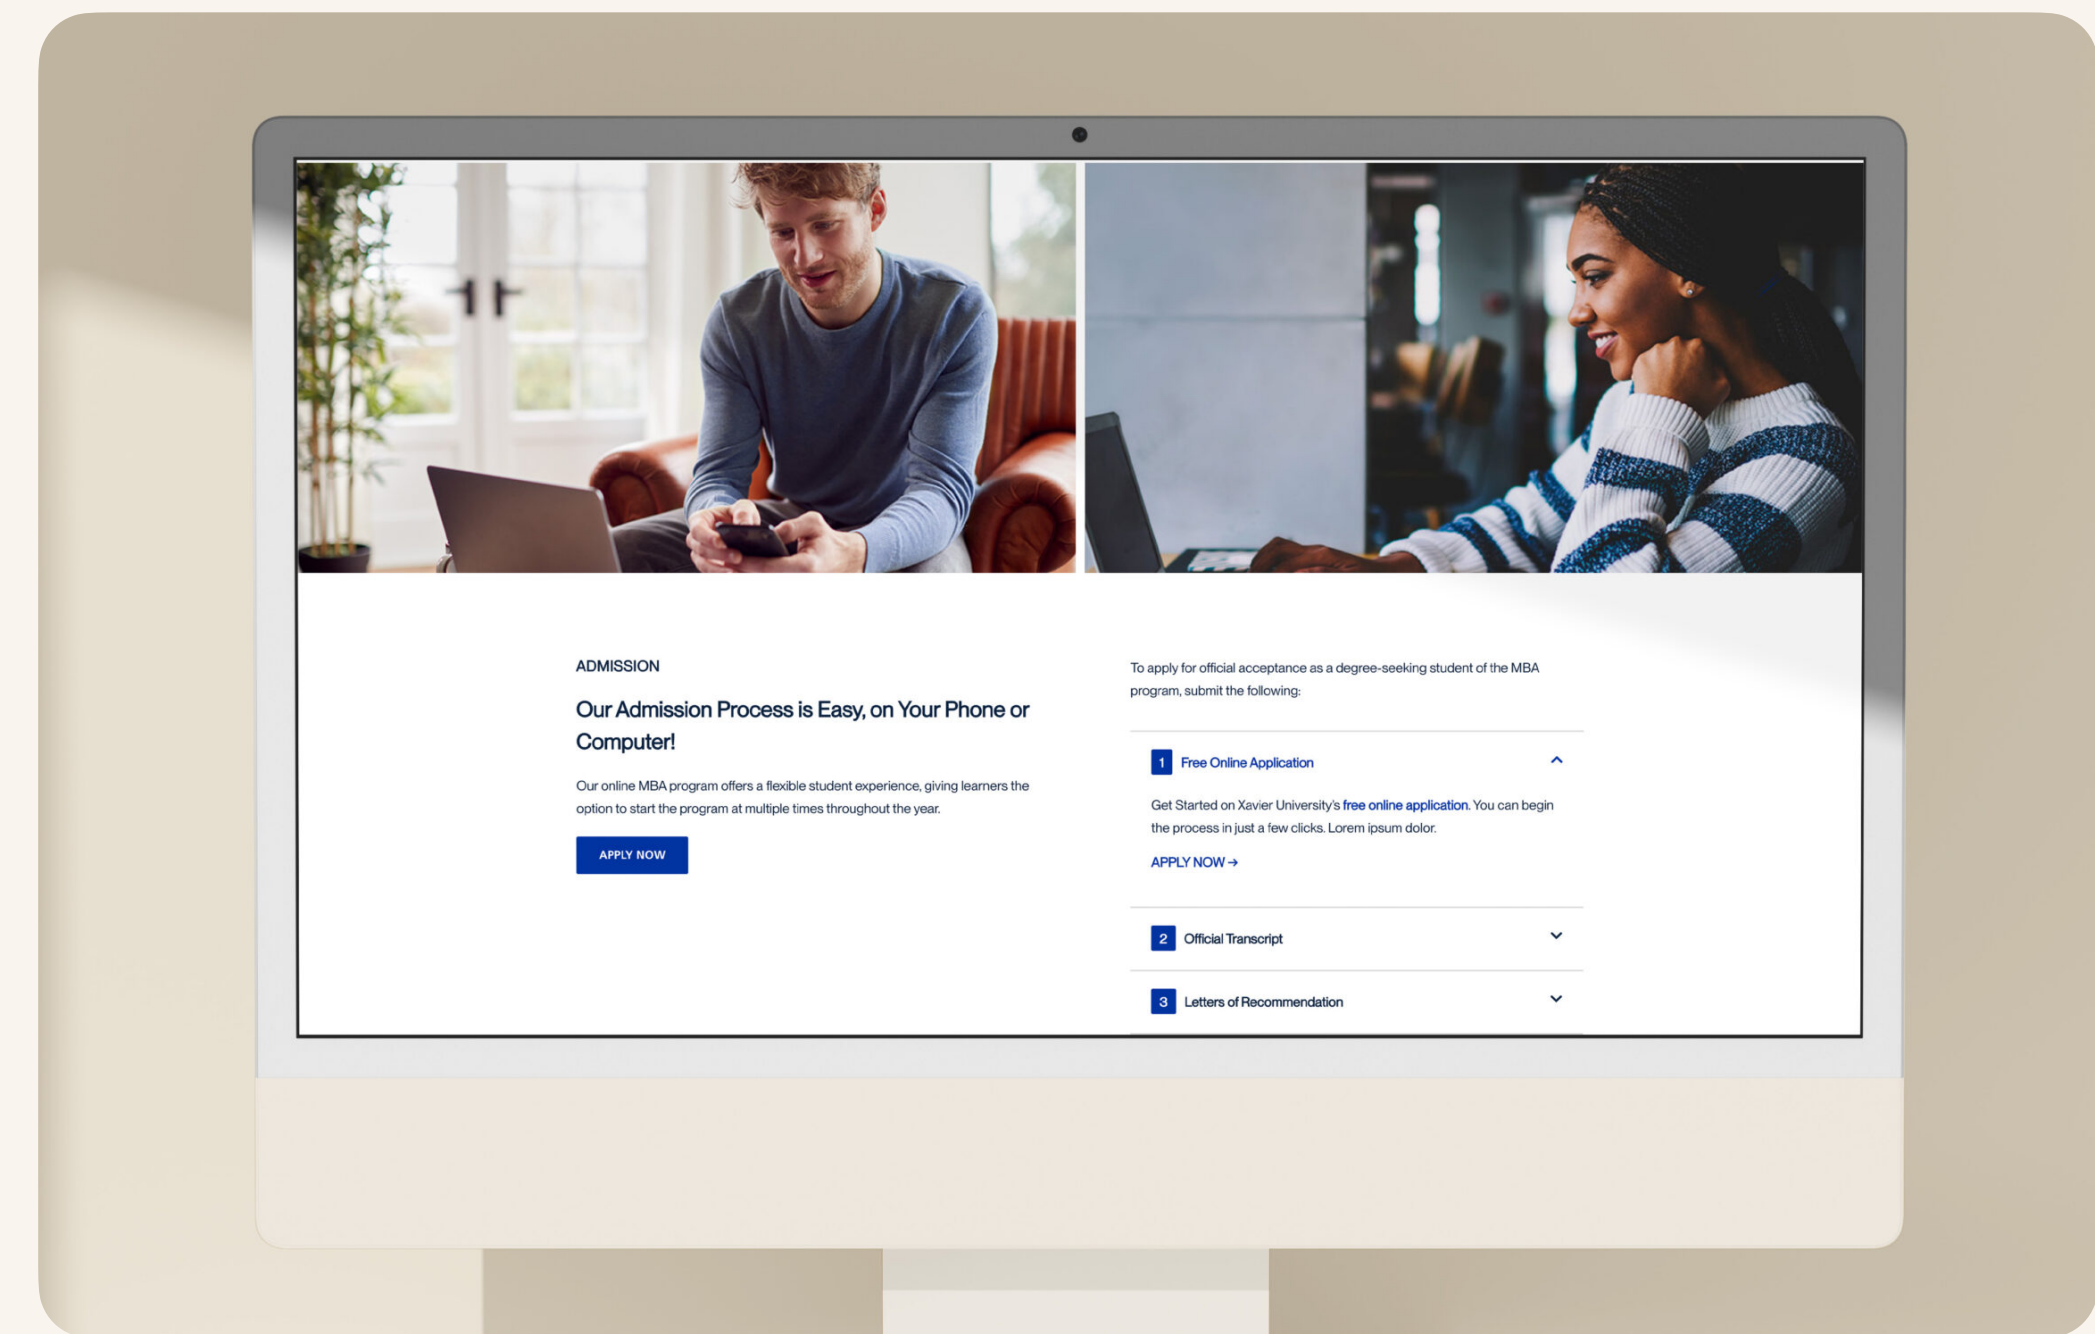 ADMISSION
Our Admission Process is Easy, on Your Phone or
Computer!
Our online MBA program offers a flexible student experience, giving learners the
option to start the program at multiple times throughout the year.
APPLY NOW
To apply for official acceptance as a degree-seeking student of the MBA
program, submit the following:
1 Free Online Application
Get Started on Xavier University's free online application. You can begin
the process in just a few clicks. Lorem ipsum dolor.
APPLY NOW →
2 Official Transcript
3 Letters of Recommendation